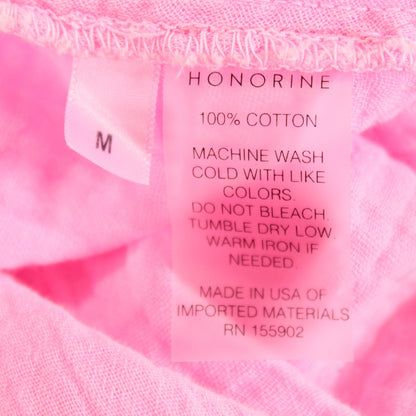 HONORINE
M
100% COTTON
MACHINE WASH
COLD WITH LIKE
COLORS.
DO NOT BLEACH.
TUMBLE DRY LOW.
WARM IRON IF
NEEDED.
MADE IN USA OF
IMPORTED MATERIALS
RN 155902